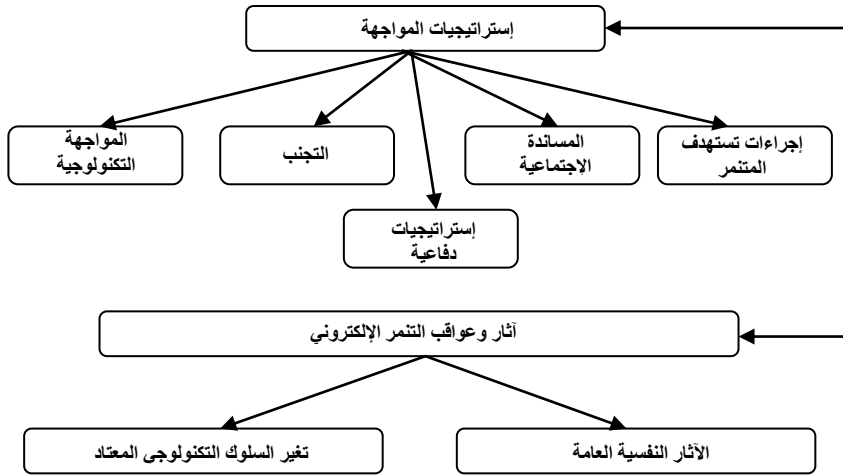 إستراتيجيات المواجهة
إجراءات تستهدف
المتنمر
المساندة
الإجتماعية
التجنب
المواجهة
التكنولوجية
إستراتيجيات
دفاعية
آثار وعواقب التنمر الإلكتروني
الآثار النفسية العامة
تغير السلوك التكنولوجى المعتاد